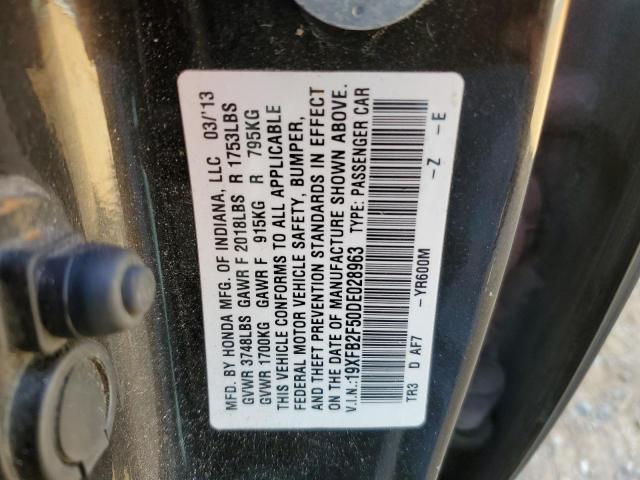 MFD. BY HONDA MFG. OF INDIANA, LLC 03/'13
GVWR 3748LBS GAWR F 2018LBS R 1753LBS
GVWR 1700KG GAWR F 915KG R 795KG
THIS VEHICLE CONFORMS TO ALL APPLICABLE
FEDERAL MOTOR VEHICLE SAFETY, BUMPER,
AND THEFT PREVENTION STANDARDS IN EFFECT
ON THE DATE OF MANUFACTURE SHOWN ABOVE.
V.I.N.:19XFB2F50DE028963 TYPE: PASSENGER CAR
TR3 D AF7 -YR600M -Z -E